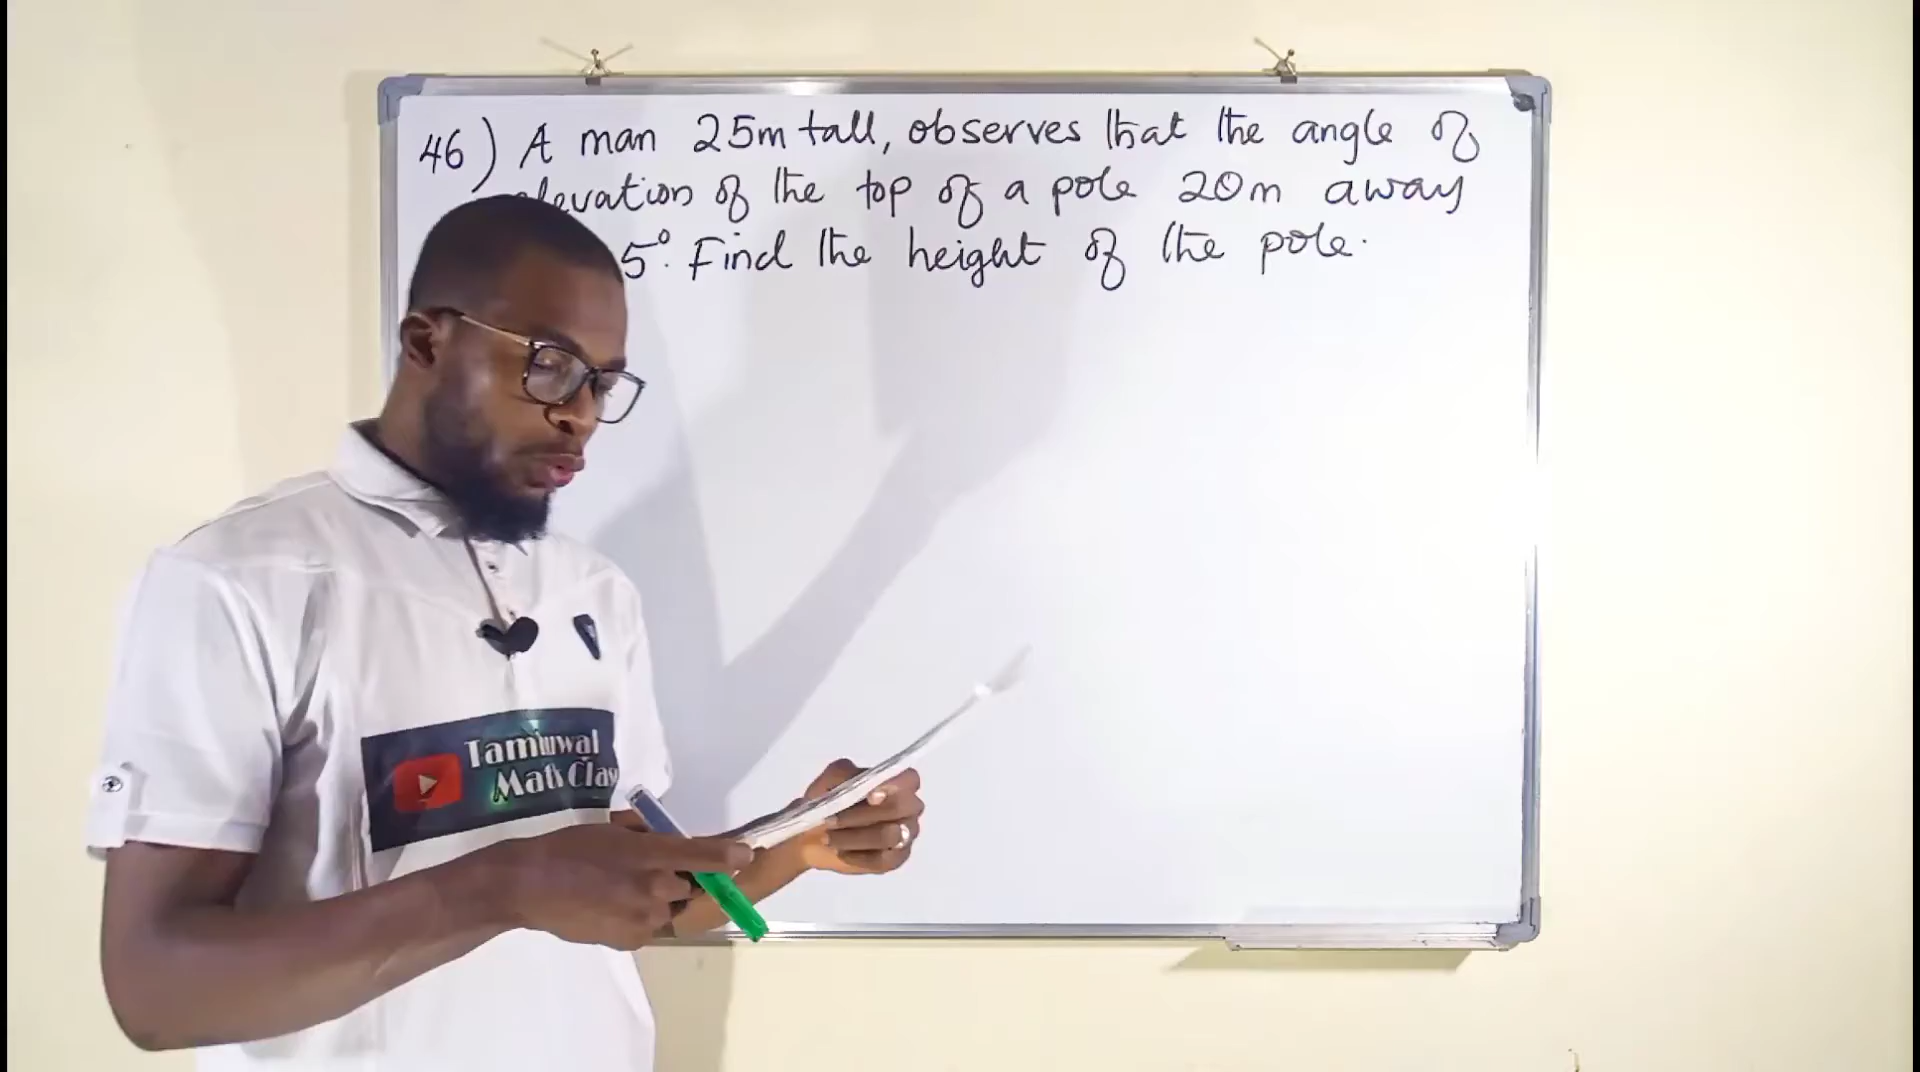 46) A man 25m tall, observes that the angle of
elevation of the top of a pole 20m away
5°. Find the height of the pole.
Tambuwal
Math Class